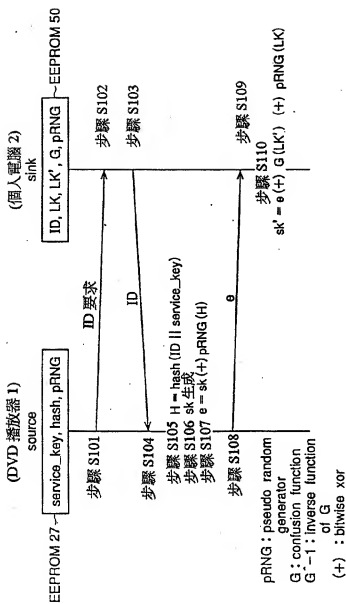 (DVD 播放器 1)
source
EEPROM 27
service_key, hash, pRNG
(個人電腦 2)
sink
ID, LK, LK', G, pRNG
EEPROM 50
步驟 S101
ID 要求
步驟 S102
步驟 S103
ID
步驟 S104
步驟 S105 H = hash (ID || service_key)
步驟 S106 sk 生成
步驟 S107 e = sk (+) pRNG (H)
步驟 S108
e
步驟 S109
步驟 S110
sk' = e (+) G (LK') (+) pRNG (LK)
pRNG : pseudo random
generator
G : confusion function
G^-1 : Inverse function
of G
(+) : bitwise xor